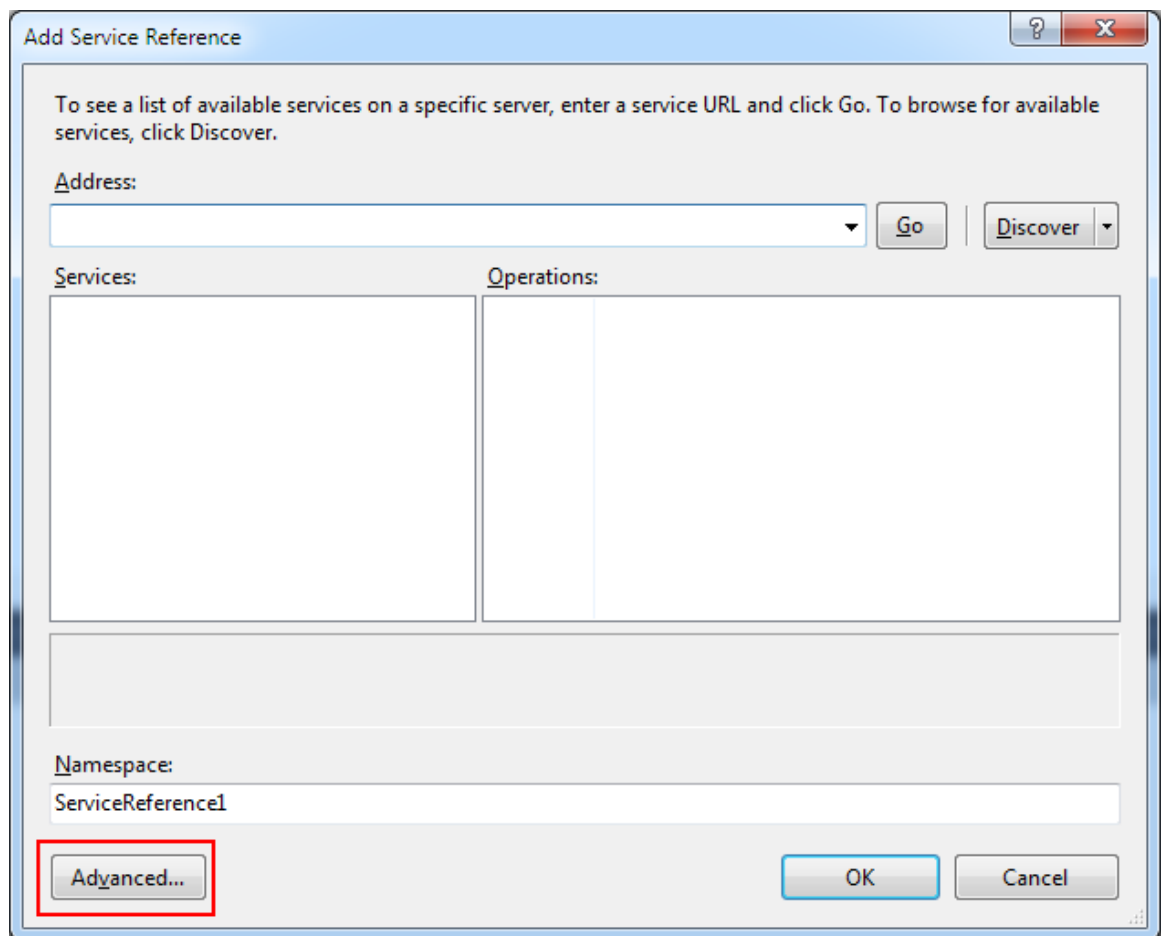 Add Service Reference
To see a list of available services on a specific server, enter a service URL and click Go. To browse for available
services, click Discover.
Address:
Go
Discover
Services:
Operations:
Namespace:
ServiceReference1
Advanced...
OK
Cancel